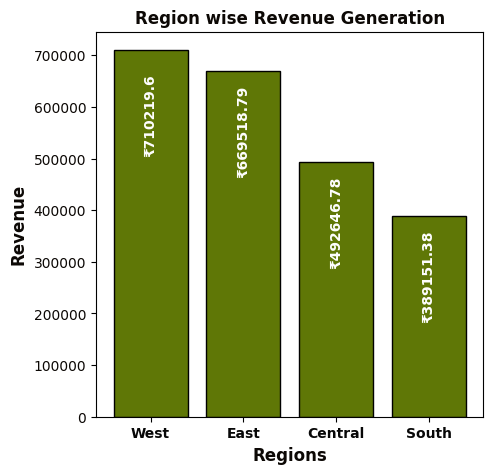 Region wise Revenue Generation
Revenue
700000
600000
500000
400000
300000
200000
100000
0
₹710219.6
₹669518.79
₹492646.78
₹389151.38
West
East
Central
South
Regions